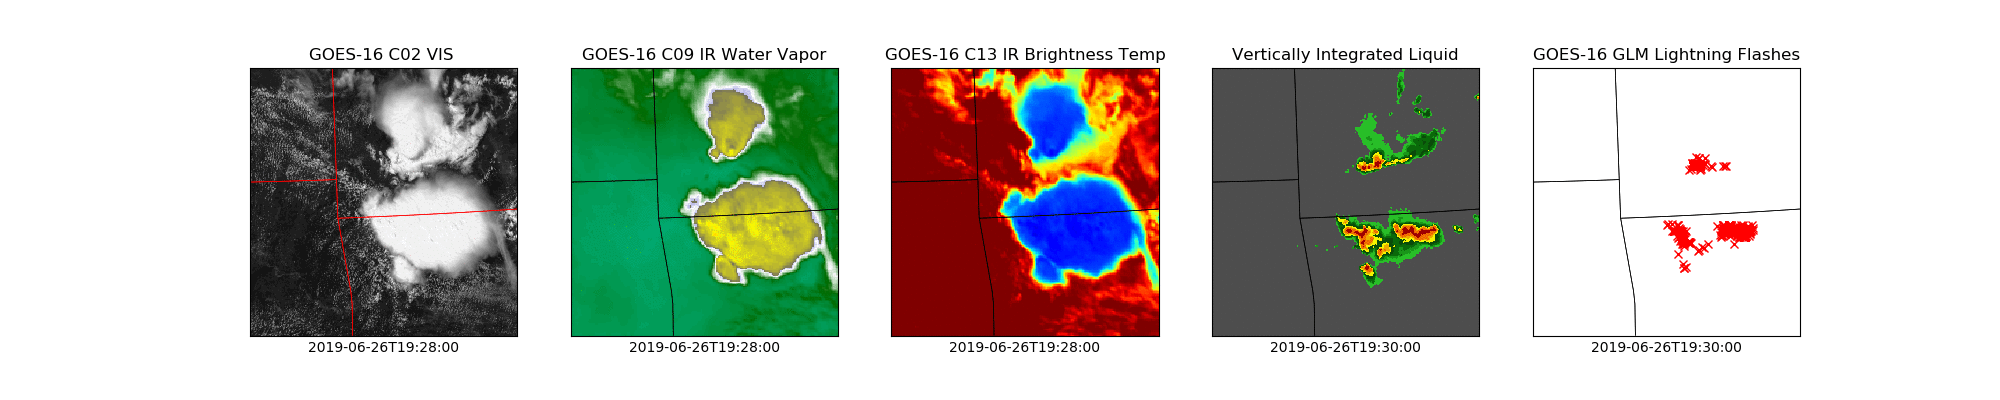 GOES-16 C02 VIS
GOES-16 C09 IR Water Vapor
GOES-16 C13 IR Brightness Temp
Vertically Integrated Liquid
GOES-16 GLM Lightning Flashes
2019-06-26T19:28:00
2019-06-26T19:28:00
2019-06-26T19:28:00
2019-06-26T19:30:00
2019-06-26T19:30:00